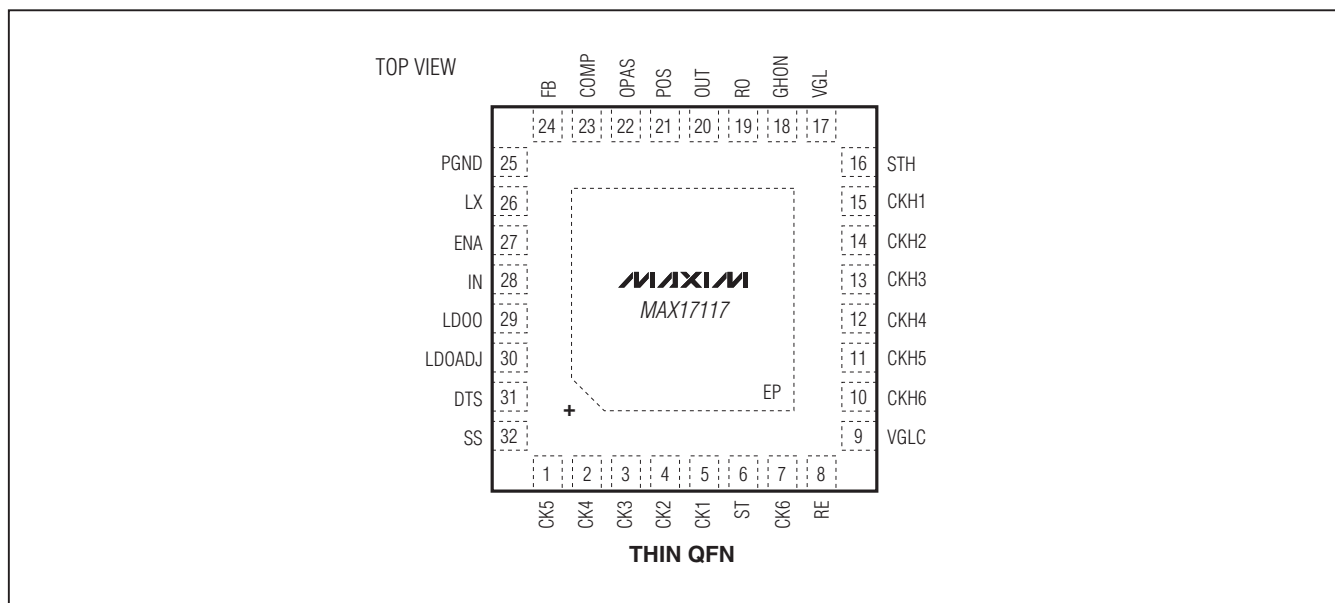 TOP VIEW
FB COMP OPAS POS OUT RO GHON VGL
24 23 22 21 20 19 18 17
PGND 25
LX 26
ENA 27
IN 28
LDOO 29
LDOADJ 30
DTS 31
SS 32
16 STH
15 CKH1
14 CKH2
13 CKH3
12 CKH4
11 CKH5
10 CKH6
9 VGLC
MAXIM
MAX17117
EP
+
1 2 3 4 5 6 7 8
CK5 CK4 CK3 CK2 CK1 ST CK6 RE
THIN QFN